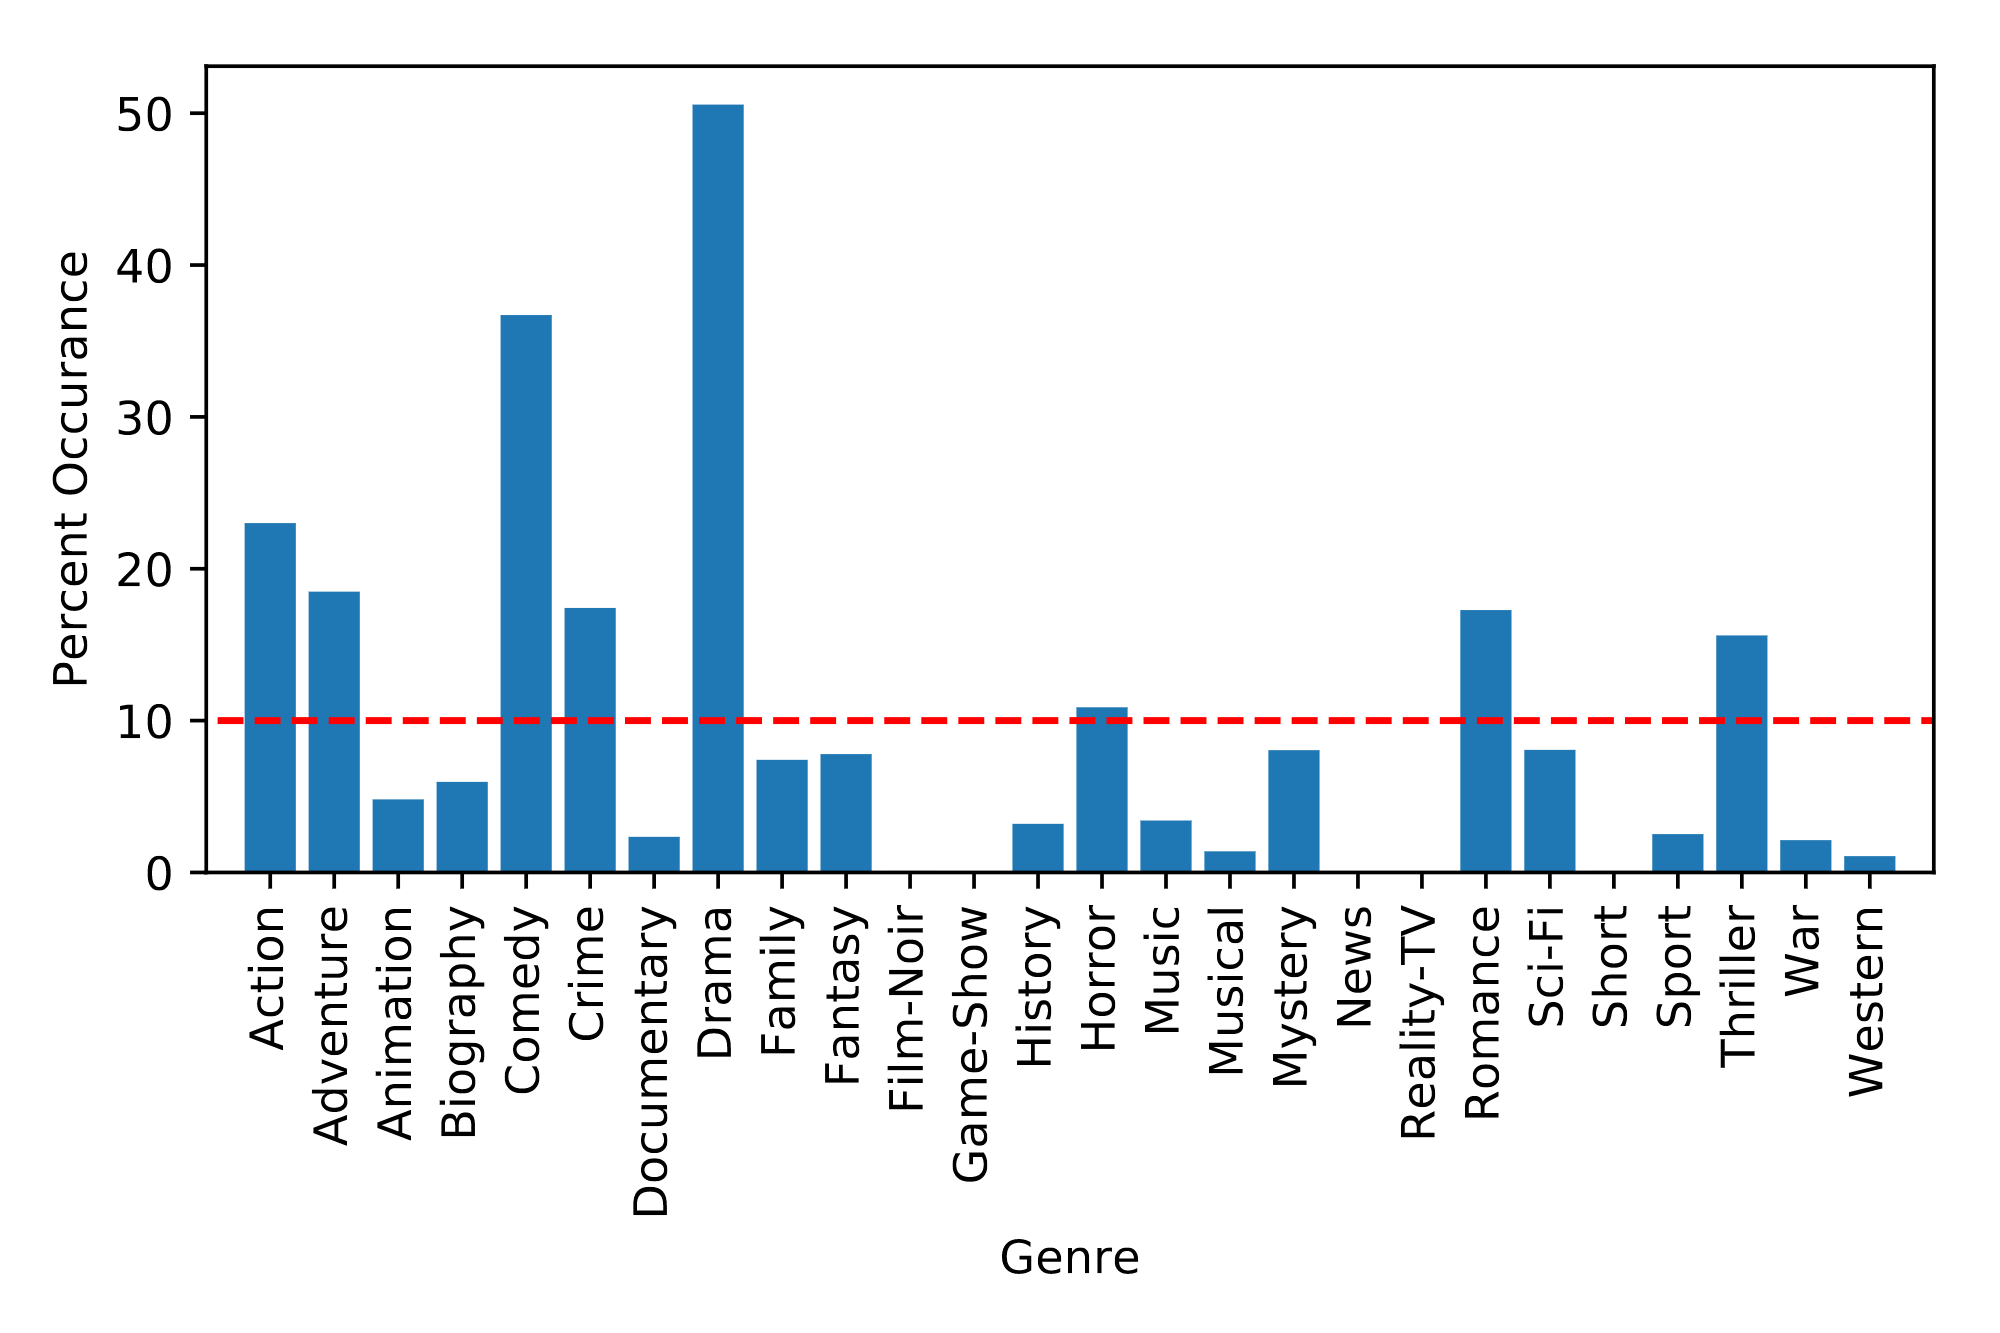 Percent Occurance
50
40
30
20
10
0
Action
Adventure
Animation
Biography
Comedy
Crime
Documentary
Drama
Family
Fantasy
Film-Noir
Game-Show
History
Horror
Music
Musical
Mystery
News
Reality-TV
Romance
Sci-Fi
Short
Sport
Thriller
War
Western
Genre